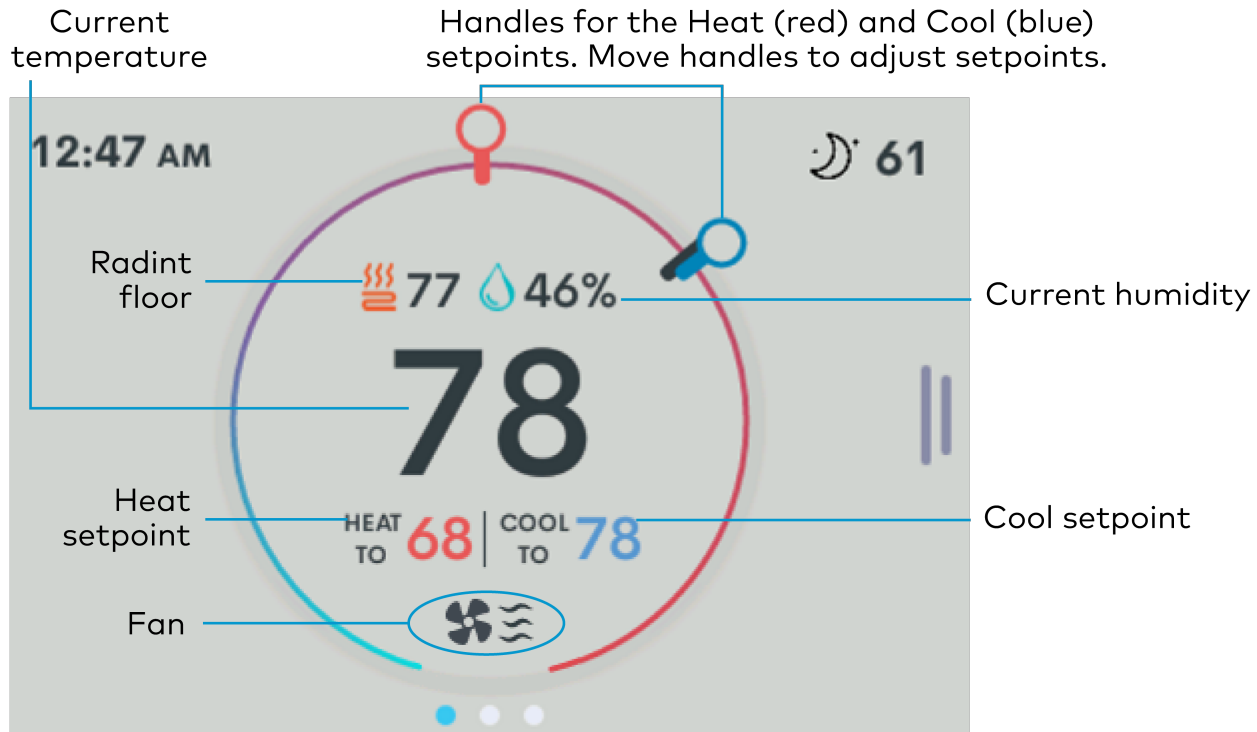 Current
temperature
Handles for the Heat (red) and Cool (blue)
setpoints. Move handles to adjust setpoints.
12:47 AM
61
Radint
floor
77 46%
Current humidity
78
Heat
setpoint
HEAT
TO
68
COOL
TO
78
Cool setpoint
Fan